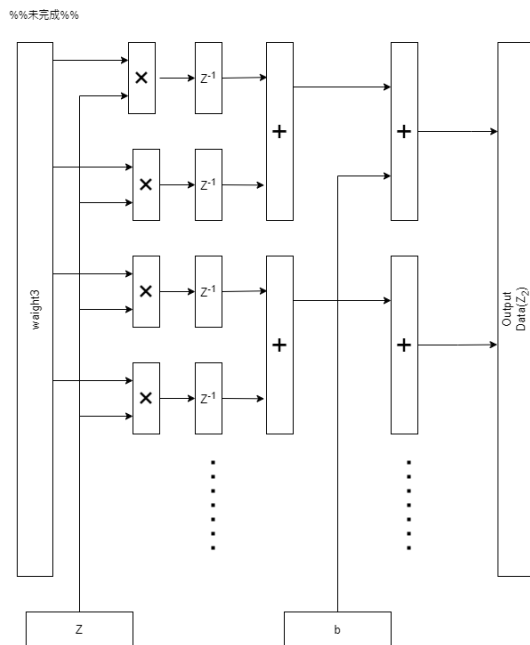 %%未完成%%
waight3
×
Z-1
+
+
×
Z-1
×
Z-1
+
+
×
Z-1
Output
Data(Z2)
Z
b